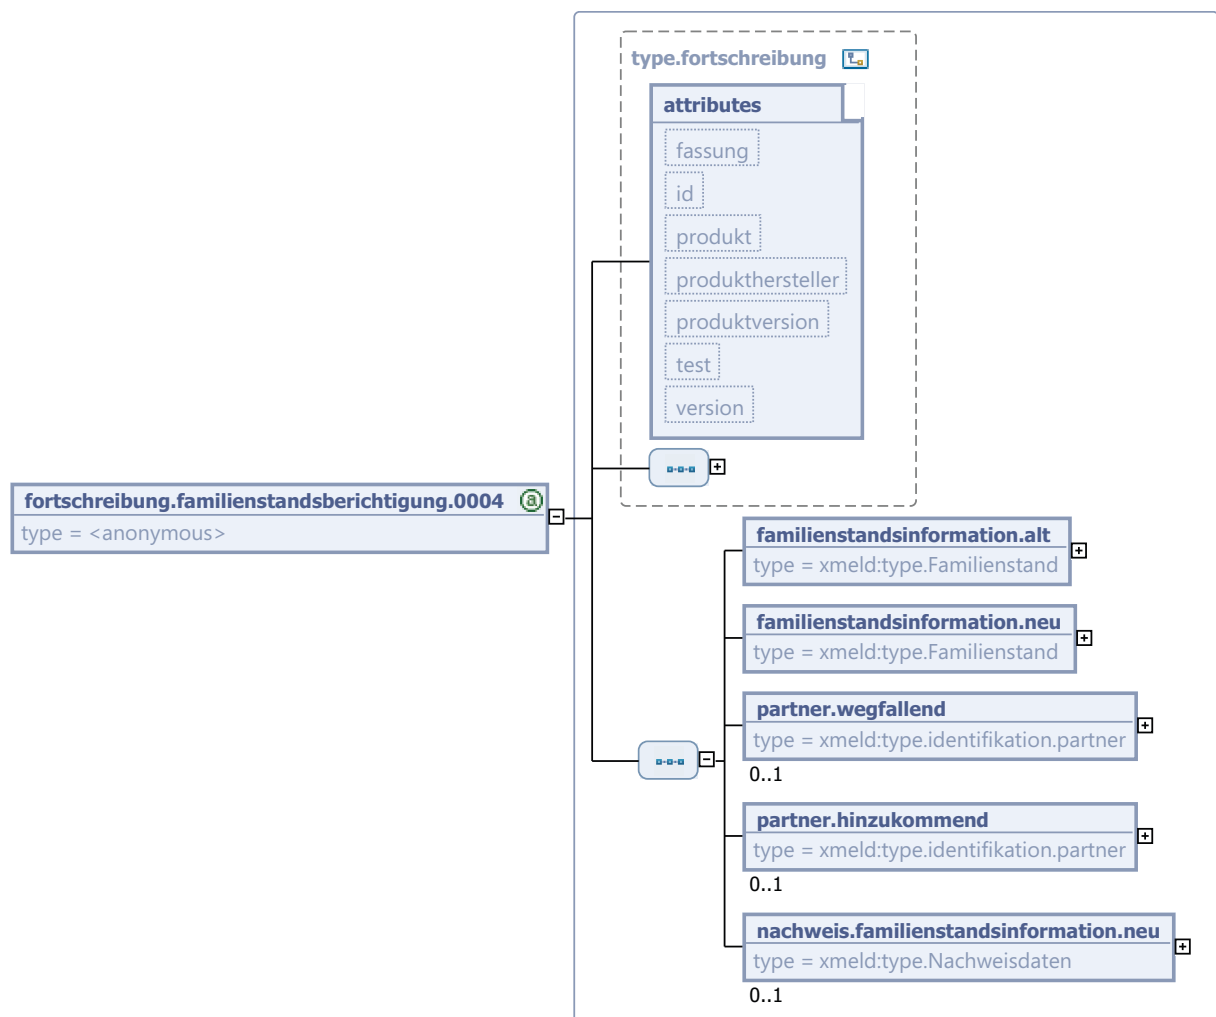 type.fortschreibung
attributes
fassung
id
produkt
produkthersteller
produktversion
test
version
fortschreibung.familienstandsberichtigung.0004 @
type = <anonymous>
familienstandsinformation.alt
type = xmeld:type.Familienstand
familienstandsinformation.neu
type = xmeld:type.Familienstand
partner.wegfallend
type = xmeld:type.identifikation.partner
0..1
partner.hinzukommend
type = xmeld:type.identifikation.partner
0..1
nachweis.familienstandsinformation.neu
type = xmeld:type.Nachweisdaten
0..1